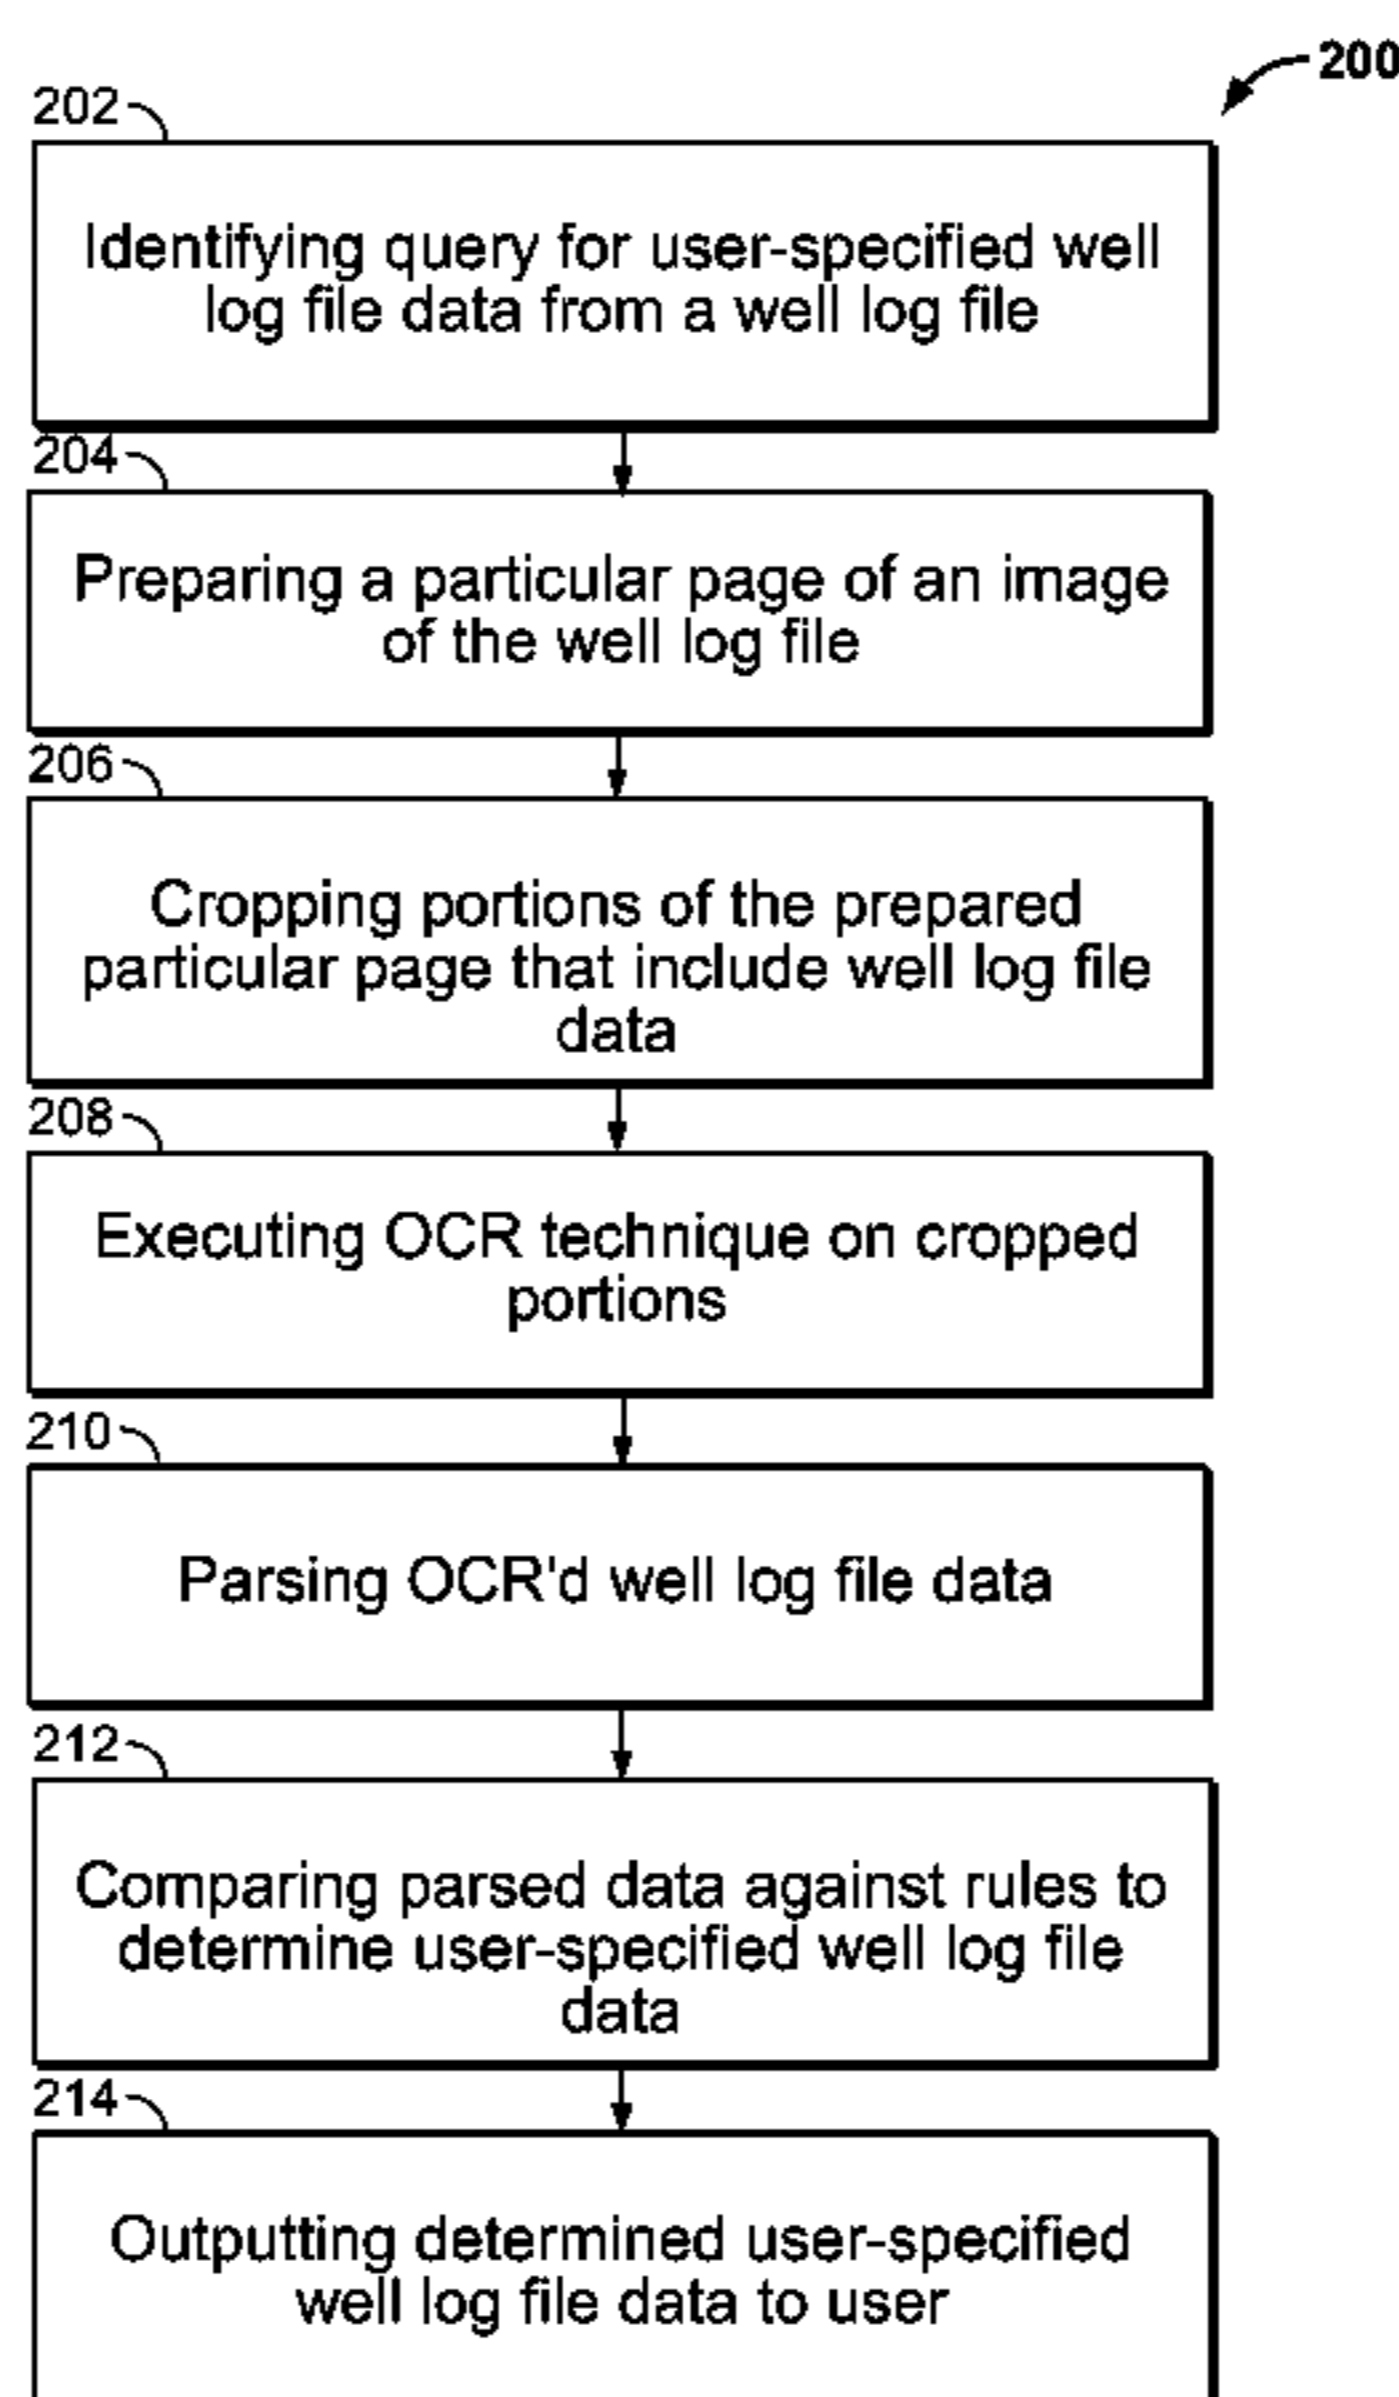 200
202
Identifying query for user-specified well
log file data from a well log file
204
Preparing a particular page of an image
of the well log file
206
Cropping portions of the prepared
particular page that include well log file
data
208
Executing OCR technique on cropped
portions
210
Parsing OCR'd well log file data
212
Comparing parsed data against rules to
determine user-specified well log file
data
214
Outputting determined user-specified
well log file data to user